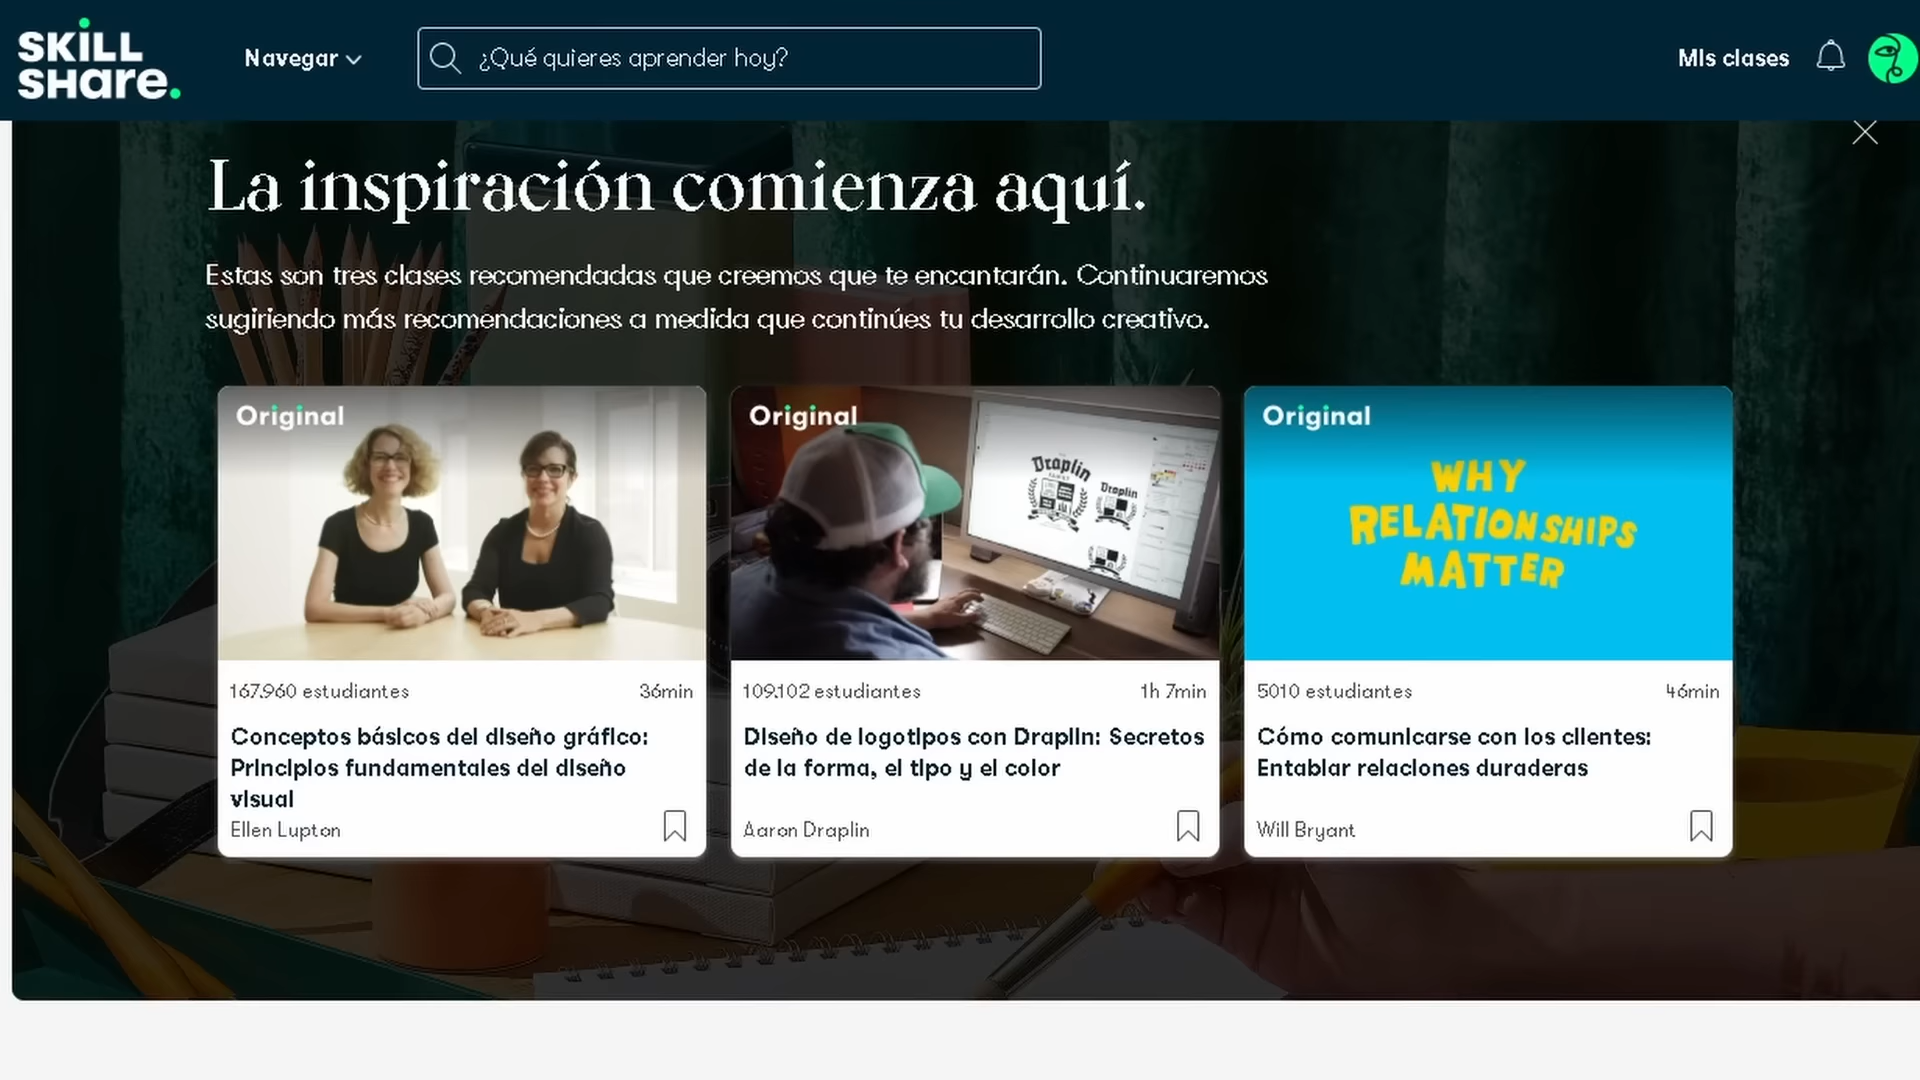 SKILL
SHare.
Navegar
¿Qué quieres aprender hoy?
Mis clases
La inspiración comienza aquí.
Estas son tres clases recomendadas que creemos que te encantarán. Continuaremos
sugiriendo más recomendaciones a medida que continúes tu desarrollo creativo.
Original
167.960 estudiantes
36min
Conceptos básicos del diseño gráfico:
Principios fundamentales del diseño
visual
Ellen Lupton
Original
Draplin
Draplin
109.102 estudiantes
1h 7min
Diseño de logotipos con Draplin: Secretos
de la forma, el tipo y el color
Aaron Draplin
Original
WHY
RELATIONSHIPS
MATTER
5010 estudiantes
46min
Cómo comunicarse con los clientes:
Entablar relaciones duraderas
Will Bryant